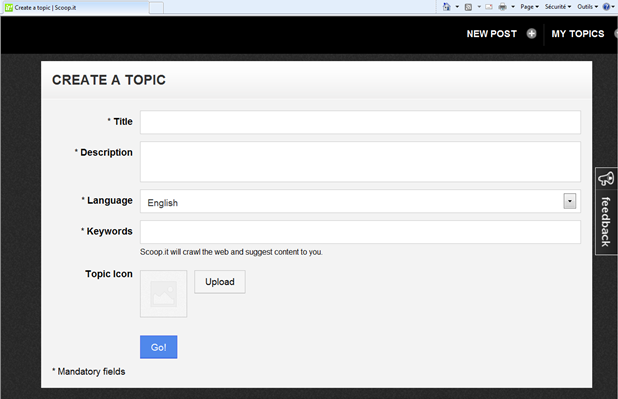 Create a topic | Scoop.it
Page Sécurité Outils
NEW POST MY TOPICS
CREATE A TOPIC
* Title
* Description
* Language English
* Keywords
Scoop.it will crawl the web and suggest content to you.
Topic Icon Upload
Go!
* Mandatory fields
feedback